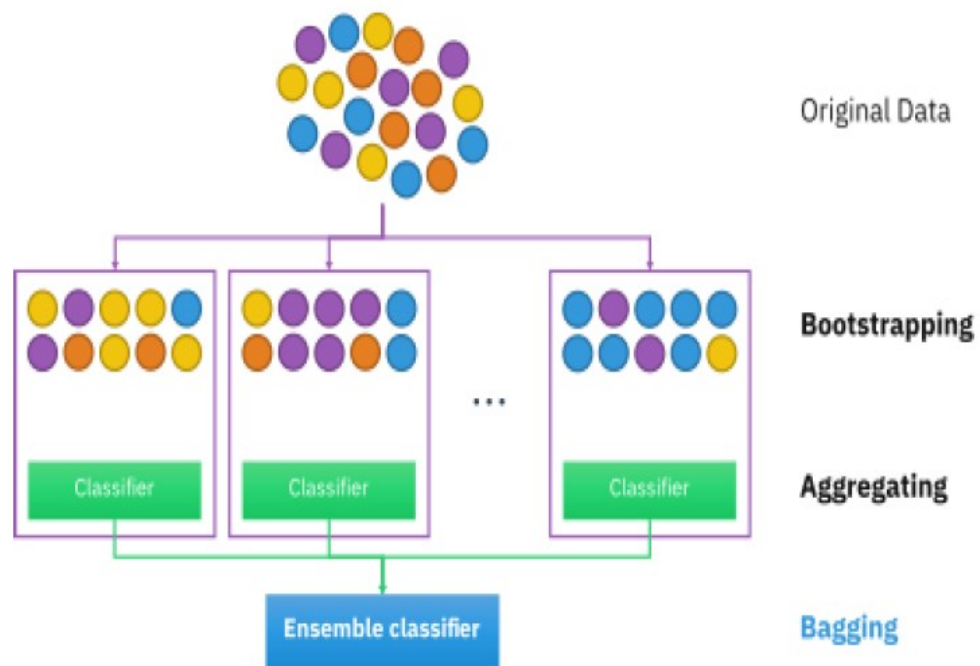 Original Data
Bootstrapping
...
Classifier
Classifier
Classifier
Aggregating
Ensemble classifier
Bagging